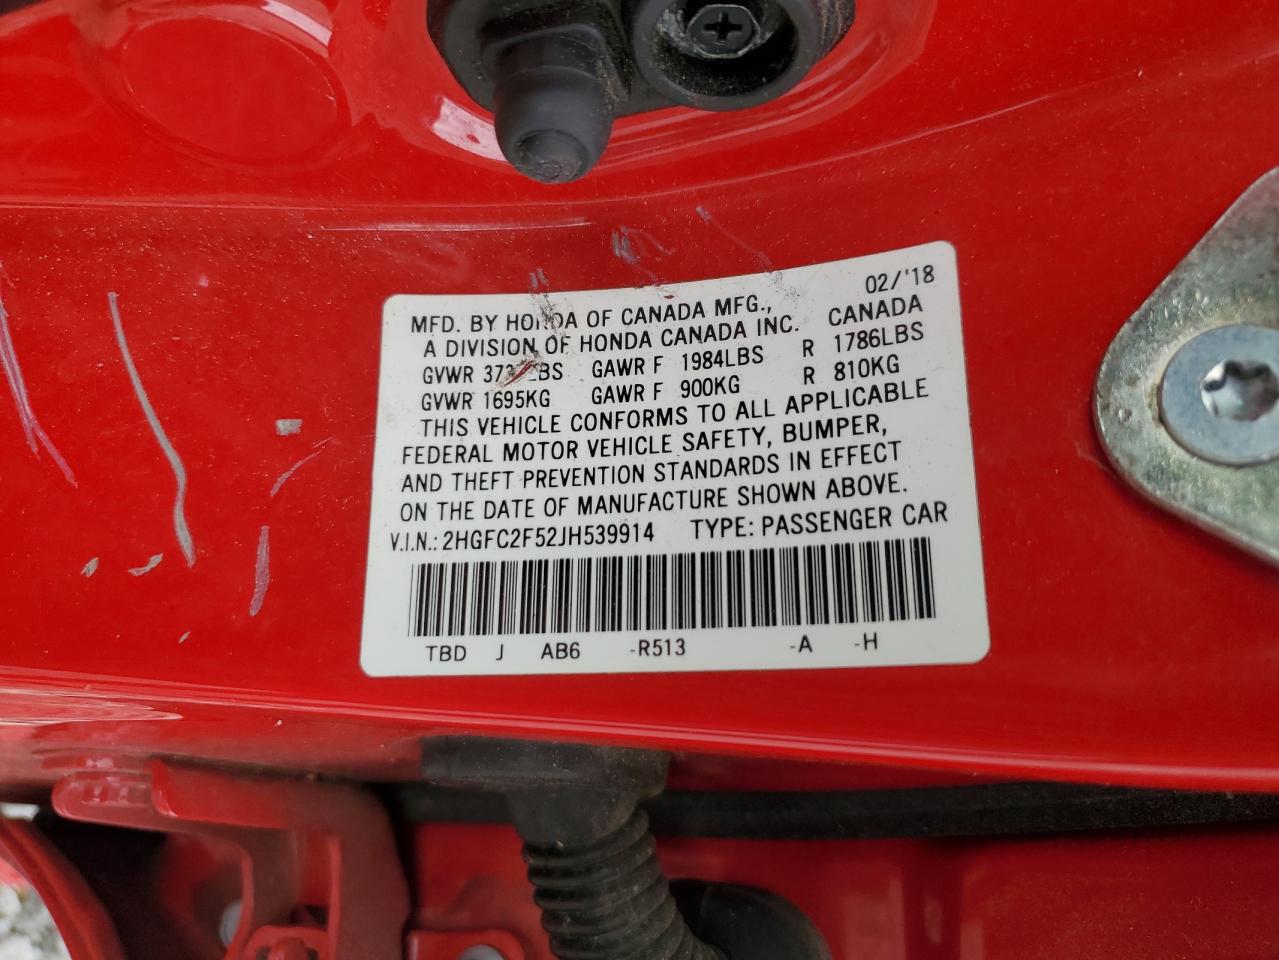 02/'18
MFD. BY HONDA OF CANADA MFG., CANADA
A DIVISION OF HONDA CANADA INC.
GVWR GAWR F 1984LBS R 1786LBS
GVWR 1695KG GAWR F 900KG R 810KG
THIS VEHICLE CONFORMS TO ALL APPLICABLE
FEDERAL MOTOR VEHICLE SAFETY, BUMPER,
AND THEFT PREVENTION STANDARDS IN EFFECT
ON THE DATE OF MANUFACTURE SHOWN ABOVE.
V.I.N.: 2HGFC2F52JH539914 TYPE: PASSENGER CAR
TBD J AB6 -R513 -A -H